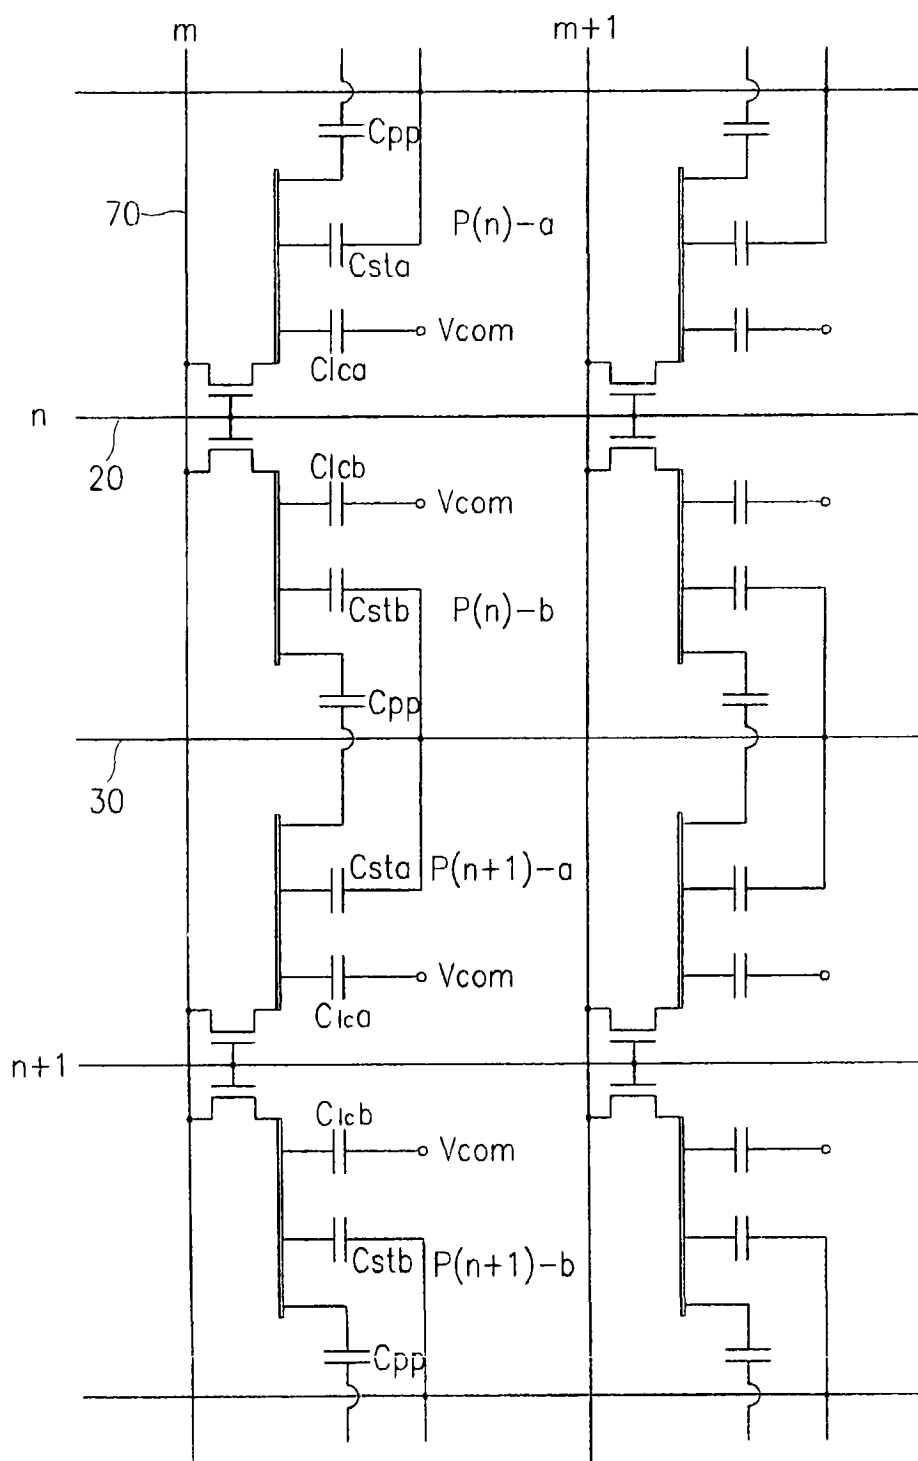 m
m+1
Cpp
70
P(n)-a
Csta
Vcom
Clca
n
20
Clcb
Vcom
Cstb
P(n)-b
Cpp
30
Csta
P(n+1)-a
Vcom
Clca
n+1
Clcb
Vcom
Cstb
P(n+1)-b
Cpp